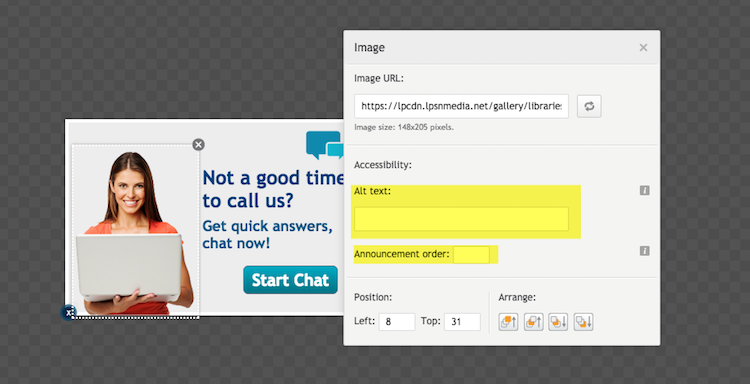 Not a good time
to call us?
Get quick answers,
chat now!
Start Chat
Image
Image URL:
https://lpcdn.lpsnmedia.net/gallery/libraries
Image size: 148x205 pixels.
Accessibility:
Alt text:
Announcement order:
Position:
Left: 8 Top: 31
Arrange: